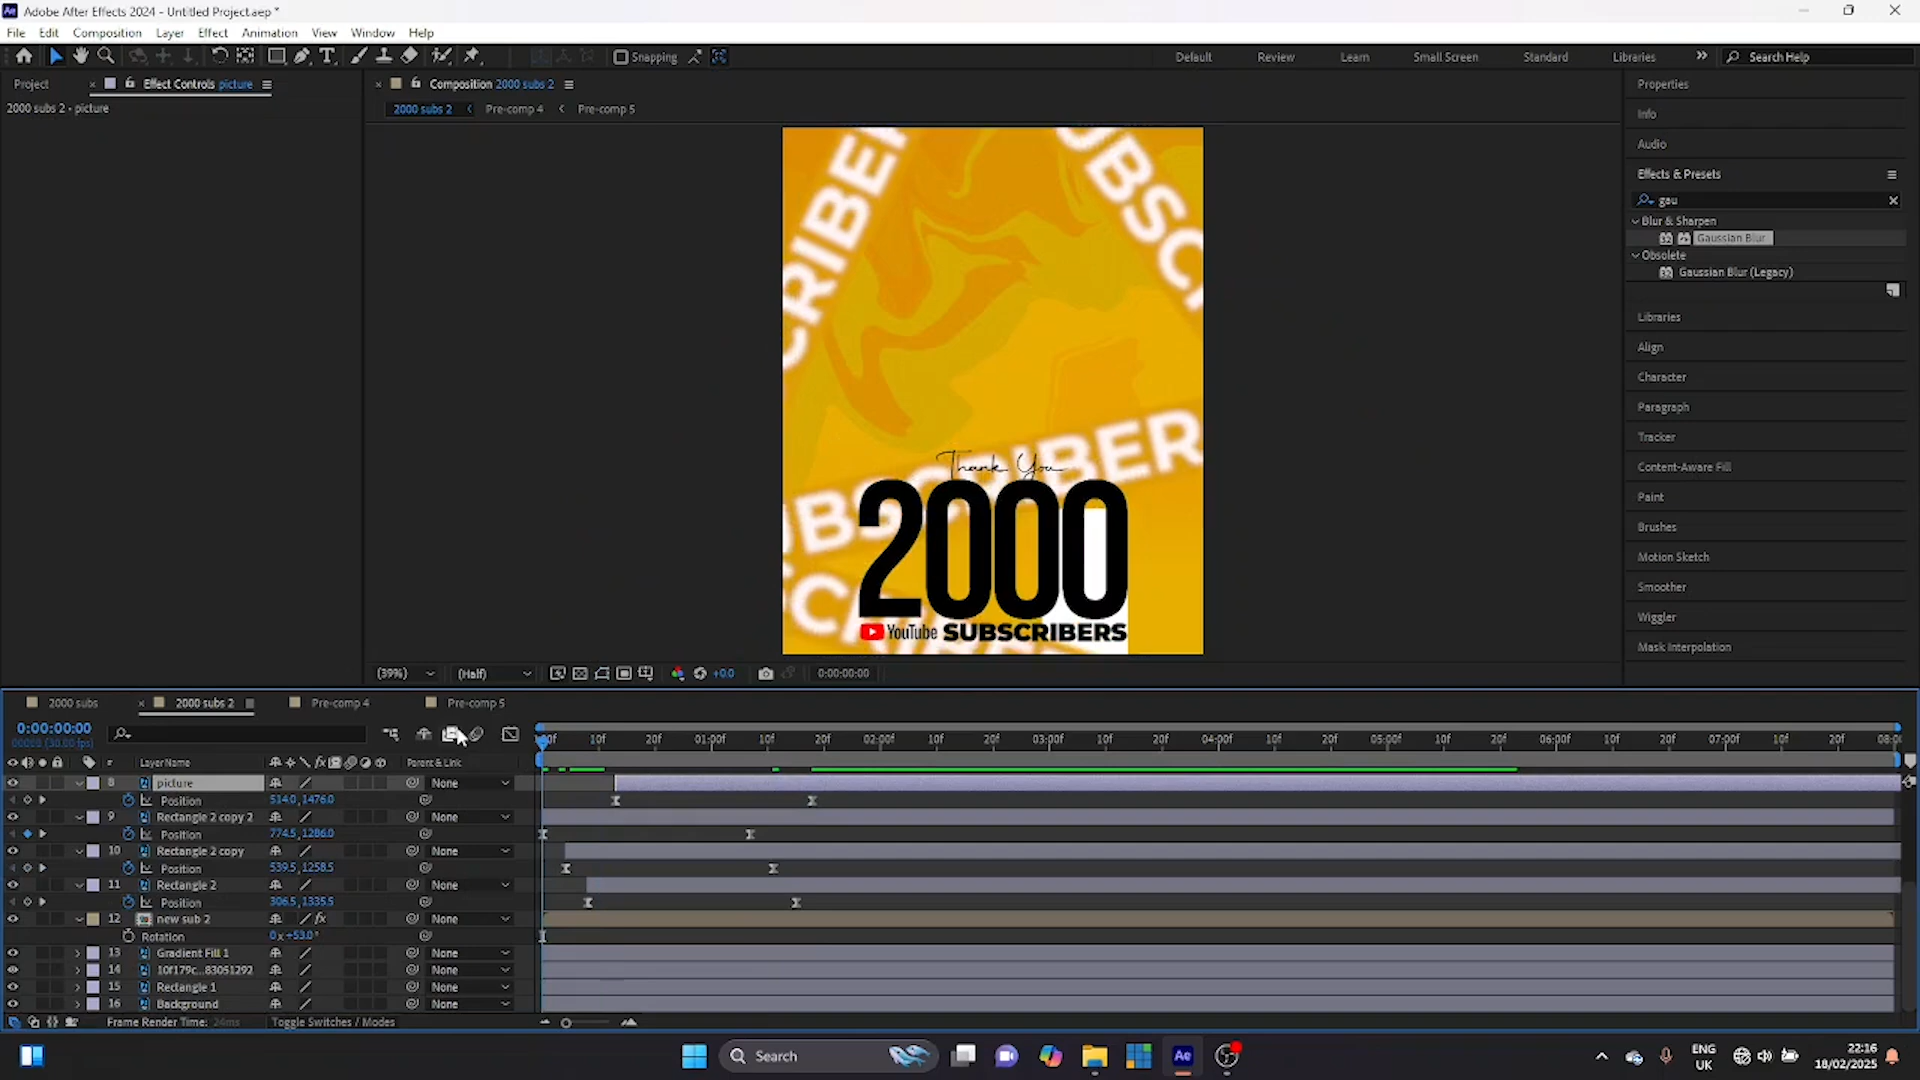 Adobe After Effects 2024 - Untitled Project.aep *
File Edit Composition Layer Effect Animation View Window Help
Snapping
Default Review Learn Small Screen Standard Libraries Search Help
Project Effect Controls picture
2000 subs 2 • picture
Composition 2000 subs 2
2000 subs 2 Pre-comp 4 Pre-comp 5
Thank You
2000
YouTube SUBSCRIBERS
(39%) (Half) +0.0 0:00:00:00
Properties
Info
Audio
Effects & Presets
gau
Blur & Sharpen
Gaussian Blur
Obsolete
Gaussian Blur (Legacy)
Libraries
Align
Character
Paragraph
Tracker
Content-Aware Fill
Paint
Brushes
Motion Sketch
Smoother
Wiggler
Mask Interpolation
2000 subs 2000 subs 2 Pre-comp 4 Pre-comp 5
0:00:00:00
00000 (30.00 fps)
10f 20f 01:00f 10f 20f 02:00f 10f 20f 03:00f 10f 20f 04:00f 10f 20f 05:00f 10f 20f 06:00f 10f 20f 07:00f 10f 20f
# Layer Name Parent & Link
8 picture None
Position 514.0,1476.0
9 Rectangle 2 copy 2 None
Position 774.5,1286.0
10 Rectangle 2 copy None
Position 539.5,1258.5
11 Rectangle 2 None
Position 306.5,1335.5
12 new sub 2 fx None
Rotation 0x+53.0°
13 Gradient Fill 1 None
14 10f179c...83051292 None
15 Rectangle 1 None
16 Background None
Frame Render Time: 24ms Toggle Switches / Modes
Search
ENG
UK
22:16
18/02/2025